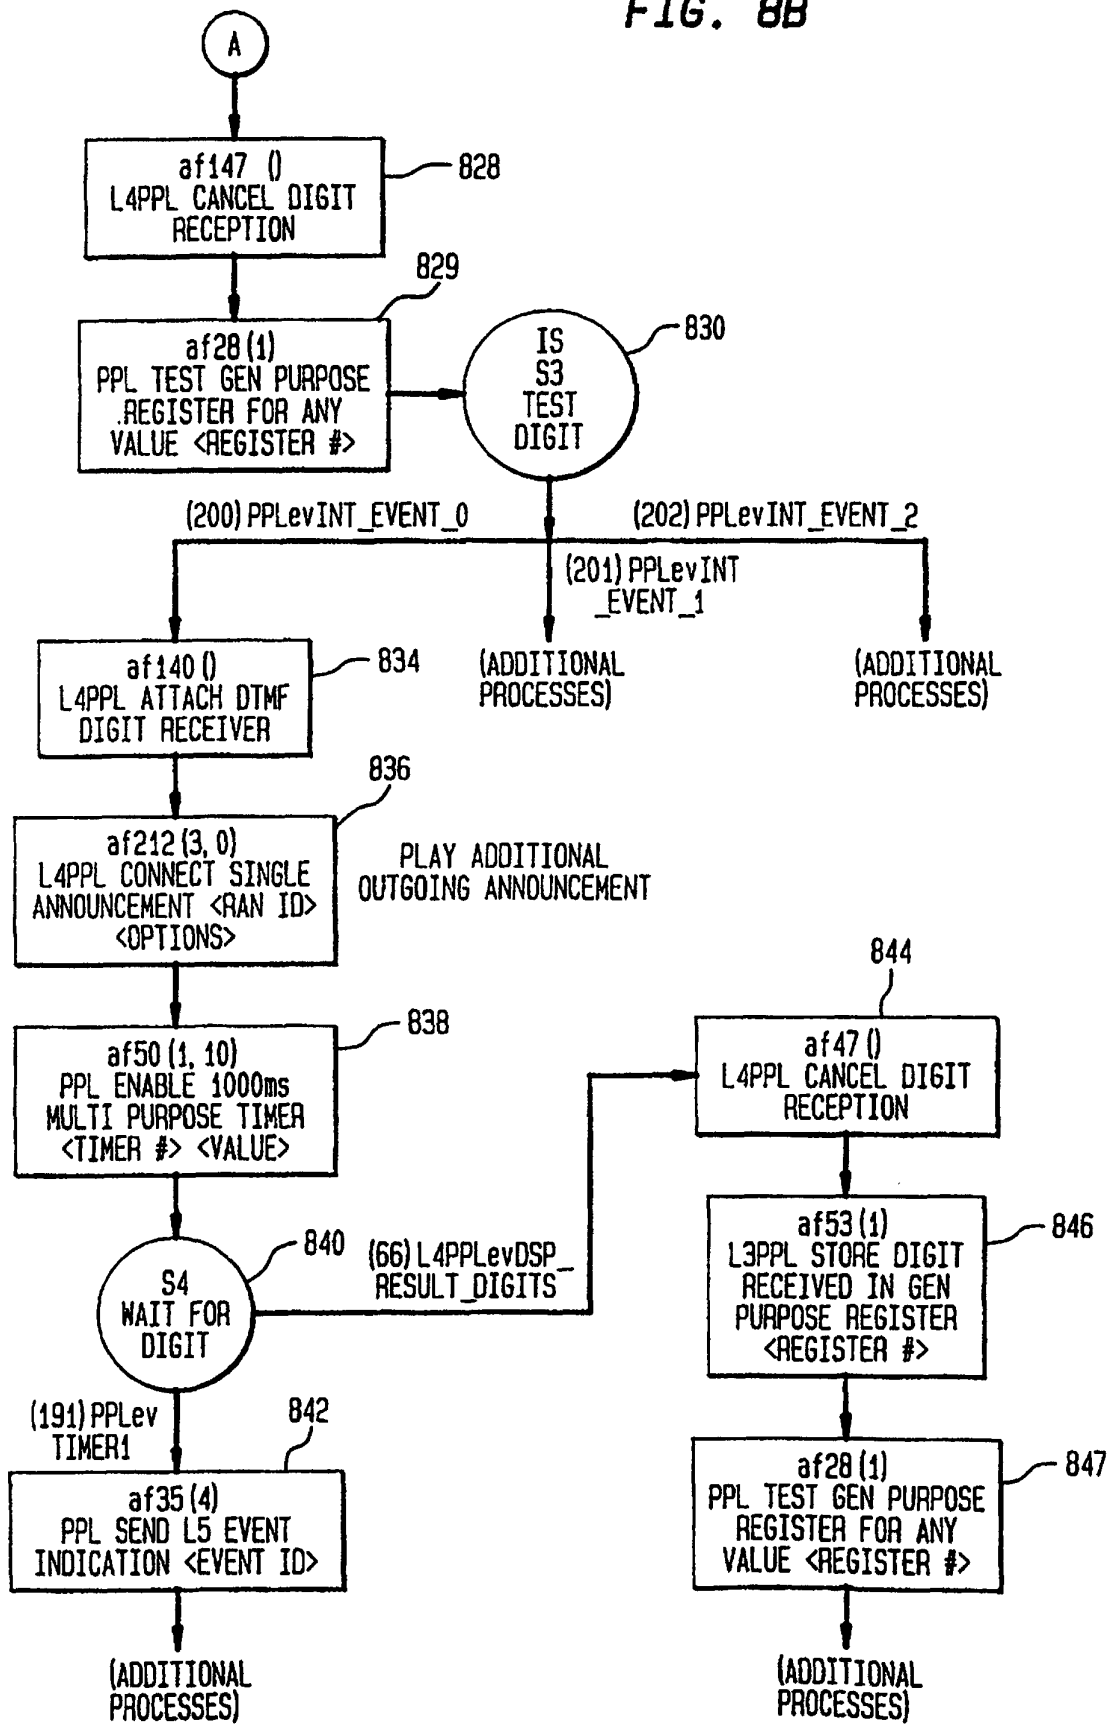 FIG. 8B
A
af147 ()
L4PPL CANCEL DIGIT
RECEPTION
828
829
af28(1)
PPL TEST GEN PURPOSE
.REGISTER FOR ANY
VALUE <REGISTER #>
IS
S3
TEST
DIGIT
830
(200) PPLevINT_EVENT_0
(202) PPLevINT_EVENT_2
(201) PPLevINT
_EVENT_1
af140()
L4PPL ATTACH DTMF
DIGIT RECEIVER
834
(ADDITIONAL
PROCESSES)
(ADDITIONAL
PROCESSES)
836
af212(3,0)
L4PPL CONNECT SINGLE
ANNOUNCEMENT <RAN ID>
<OPTIONS>
PLAY ADDITIONAL
OUTGOING ANNOUNCEMENT
838
af50(1,10)
PPL ENABLE 1000ms
MULTI PURPOSE TIMER
<TIMER #> <VALUE>
844
af47()
L4PPL CANCEL DIGIT
RECEPTION
840
S4
WAIT FOR
DIGIT
(66) L4PPLevDSP_
RESULT_DIGITS
af53(1)
L3PPL STORE DIGIT
RECEIVED IN GEN
PURPOSE REGISTER
<REGISTER #>
846
(191) PPLev
TIMER1
842
af35(4)
PPL SEND L5 EVENT
INDICATION <EVENT ID>
af28(1)
PPL TEST GEN PURPOSE
REGISTER FOR ANY
VALUE <REGISTER #>
847
(ADDITIONAL
PROCESSES)
(ADDITIONAL
PROCESSES)